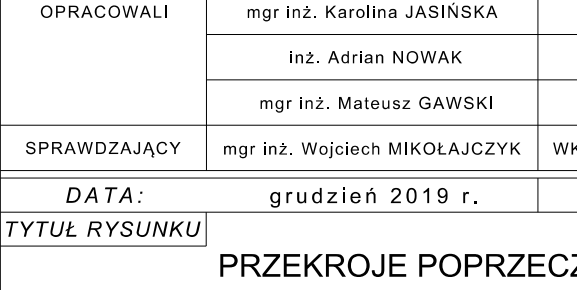 OPRACOWALI mgr inż. Karolina JASIŃSKA
inż. Adrian NOWAK
mgr inż. Mateusz GAWSKI
SPRAWDZAJĄCY mgr inż. Wojciech MIKOŁAJCZYK
DATA: grudzień 2019 r.
TYTUŁ RYSUNKU
PRZEKROJE